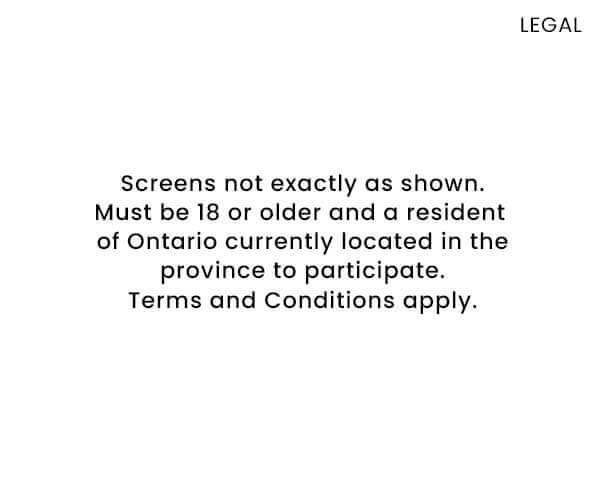 LEGAL
Screens not exactly as shown.
Must be 18 or older and a resident
of Ontario currently located in the
province to participate.
Terms and Conditions apply.